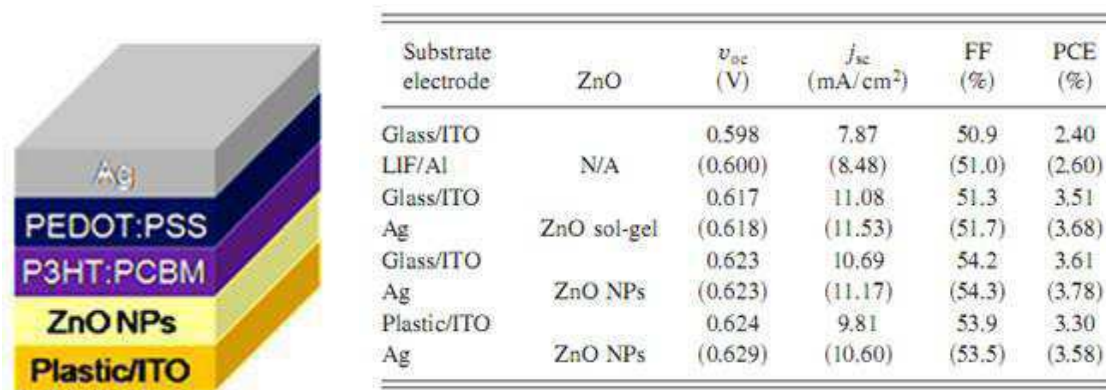 Ag
PEDOT:PSS
P3HT:PCBM
ZnO NPs
Plastic/ITO
Substrate electrode ZnO voc (V) jsc (mA/cm²) FF (%) PCE (%)
Glass/ITO 0.598 7.87 50.9 2.40
LIF/Al N/A (0.600) (8.48) (51.0) (2.60)
Glass/ITO 0.617 11.08 51.3 3.51
Ag ZnO sol-gel (0.618) (11.53) (51.7) (3.68)
Glass/ITO 0.623 10.69 54.2 3.61
Ag ZnO NPs (0.623) (11.17) (54.3) (3.78)
Plastic/ITO 0.624 9.81 53.9 3.30
Ag ZnO NPs (0.629) (10.60) (53.5) (3.58)